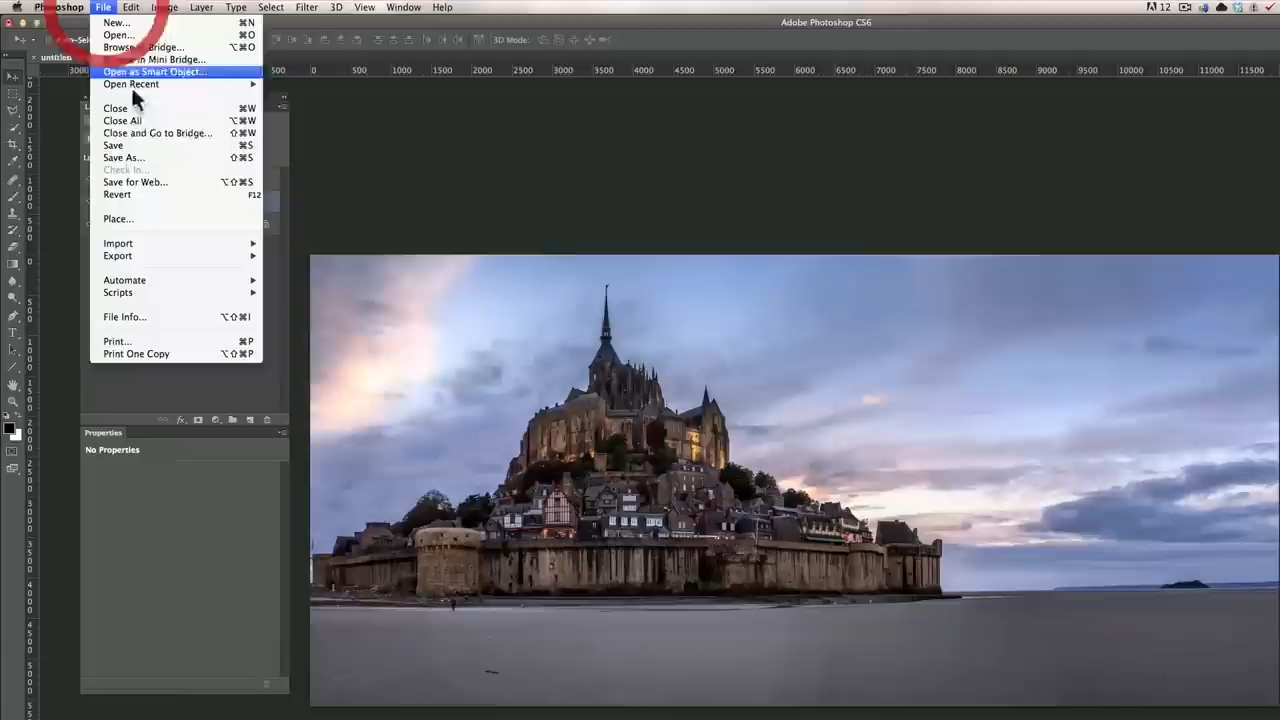 Photoshop File Edit Image Layer Type Select Filter 3D View Window Help 12
Adobe Photoshop CS6
3D Mode:
untitled
3000 500 0 500 1000 1500 2000 2500 3000 3500 4000 4500 5000 5500 6000 6500 7000 7500 8000 8500 9000 9500 10000 10500 11000 11500
New... ⌘N
Open... ⌘O
Browse in Bridge... ⌥⌘O
in Mini Bridge...
Open as Smart Object...
Open Recent
Close ⌘W
Close All ⌥⌘W
Close and Go to Bridge... ⇧⌘W
Save ⌘S
Save As... ⇧⌘S
Check In...
Save for Web... ⌥⇧⌘S
Revert F12
Place...
Import
Export
Automate
Scripts
File Info... ⌥⇧⌘I
Print... ⌘P
Print One Copy ⌥⇧⌘P
Properties
No Properties